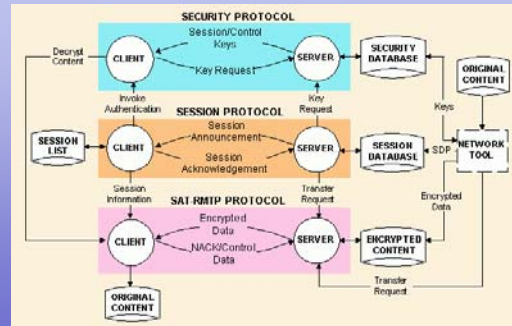 SECURITY PROTOCOL
Decrypt
Content
CLIENT
Session/Control
Keys
Key Request
SERVER
SECURITY
DATABASE
ORIGINAL
CONTENT
Invoke
Authentication
Key
Request
Keys
SESSION PROTOCOL
SESSION
LIST
CLIENT
Session
Announcement
Session
Acknowledgement
SERVER
SESSION
DATABASE
SDP
NETWORK
TOOL
Session
Information
Transfer
Request
Encrypted
Data
SAT-RMTP PROTOCOL
CLIENT
Encrypted
Data
NACK/Control
Data
SERVER
ENCRYPTED
CONTENT
Transfer
Request
ORIGINAL
CONTENT